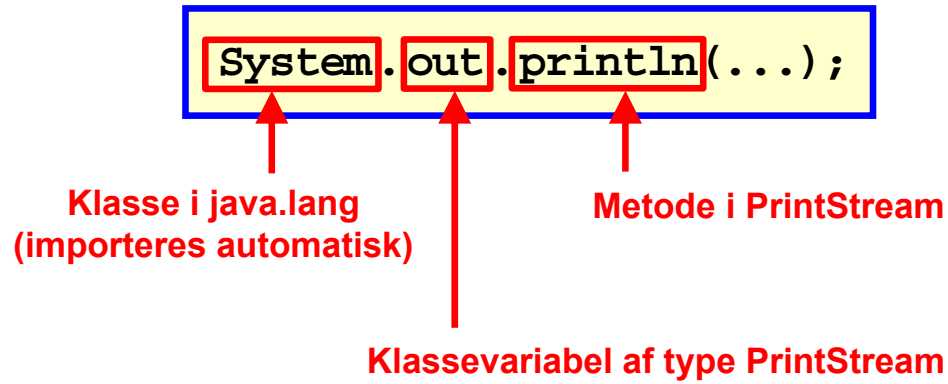 System.out.println(...);
Klasse i java.lang
(importeres automatisk)
Metode i PrintStream
Klassevariabel af type PrintStream